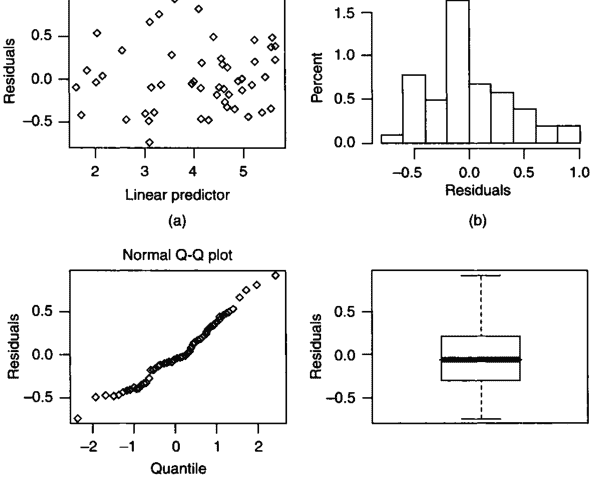 Residuals
0.5
0.0
−0.5
2 3 4 5
Linear predictor
(a)
Percent
1.5
1.0
0.5
0.0
−0.5 0.0 0.5 1.0
Residuals
(b)
Normal Q-Q plot
Residuals
0.5
0.0
−0.5
−2 −1 0 1 2
Quantile
Residuals
0.5
0.0
−0.5